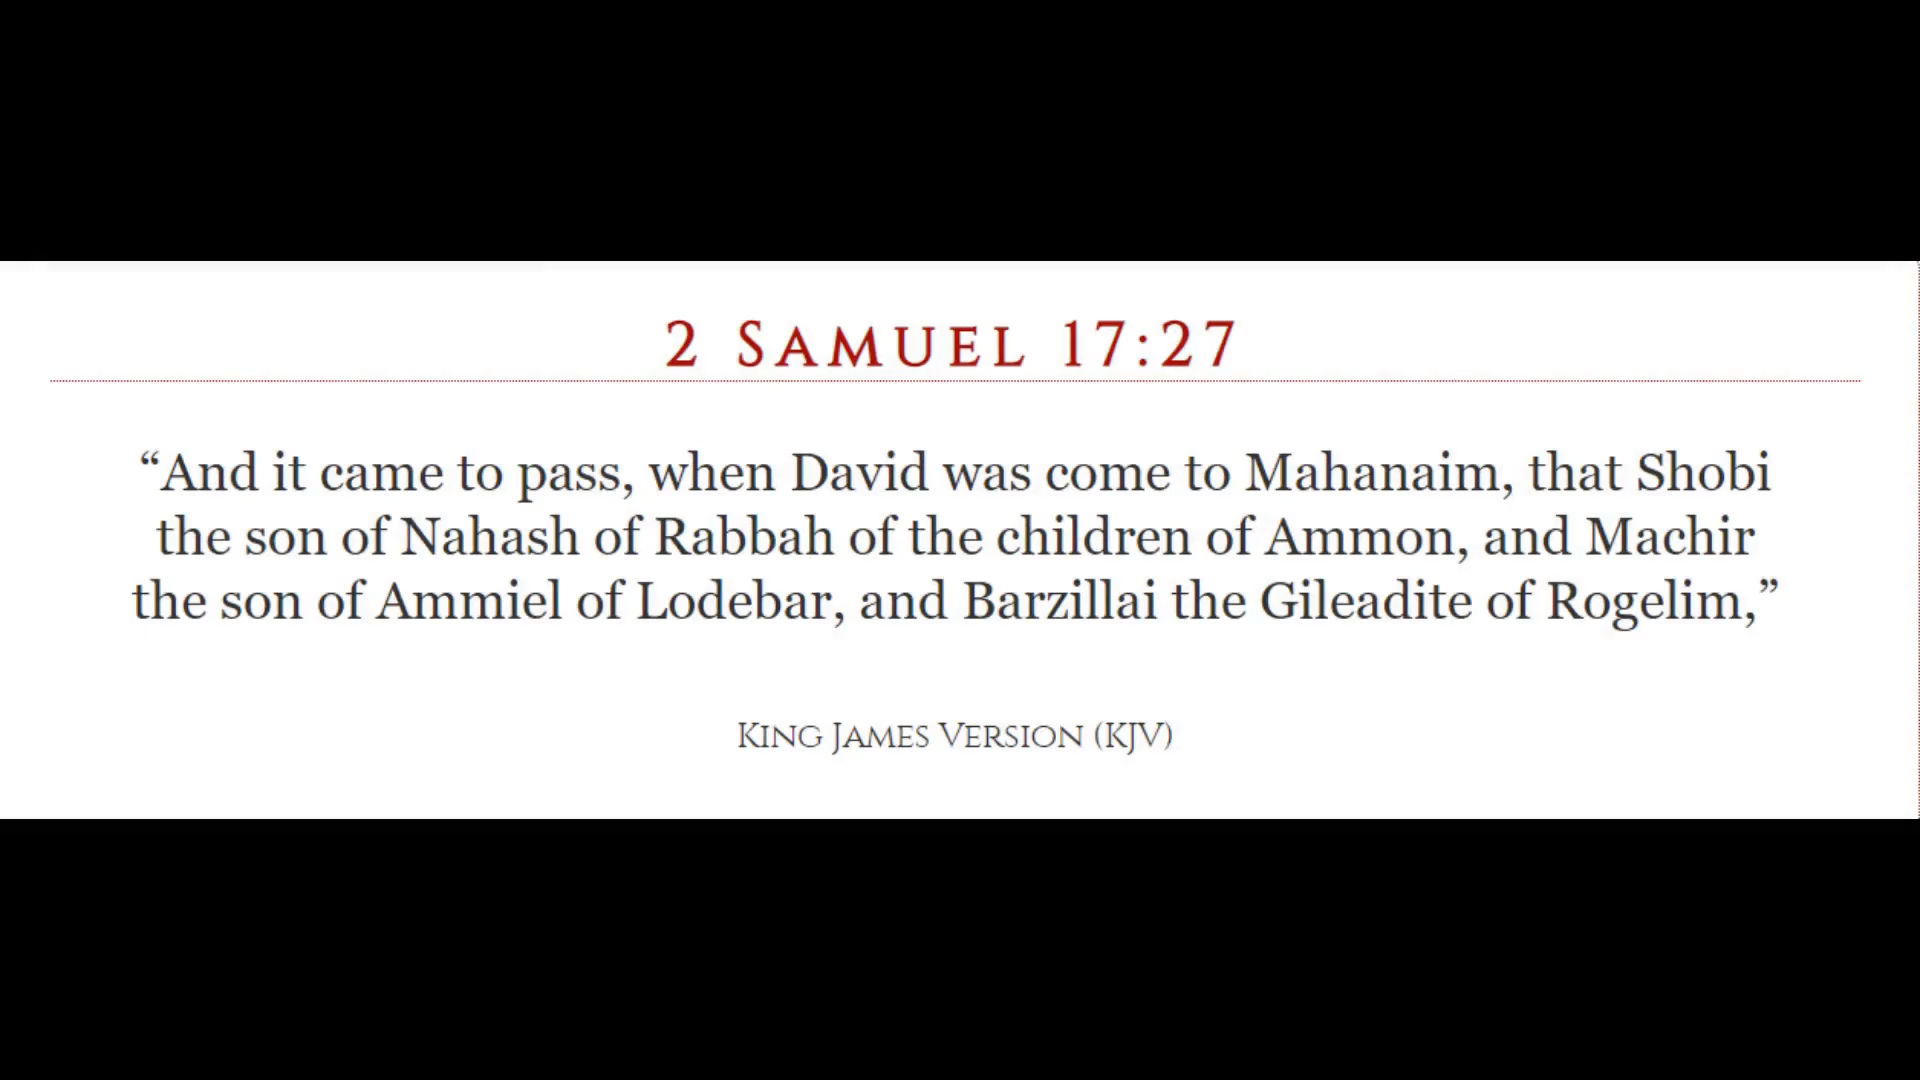 2 Samuel 17:27
“And it came to pass, when David was come to Mahanaim, that Shobi
the son of Nahash of Rabbah of the children of Ammon, and Machir
the son of Ammiel of Lodebar, and Barzillai the Gileadite of Rogelim,”
King James Version (KJV)